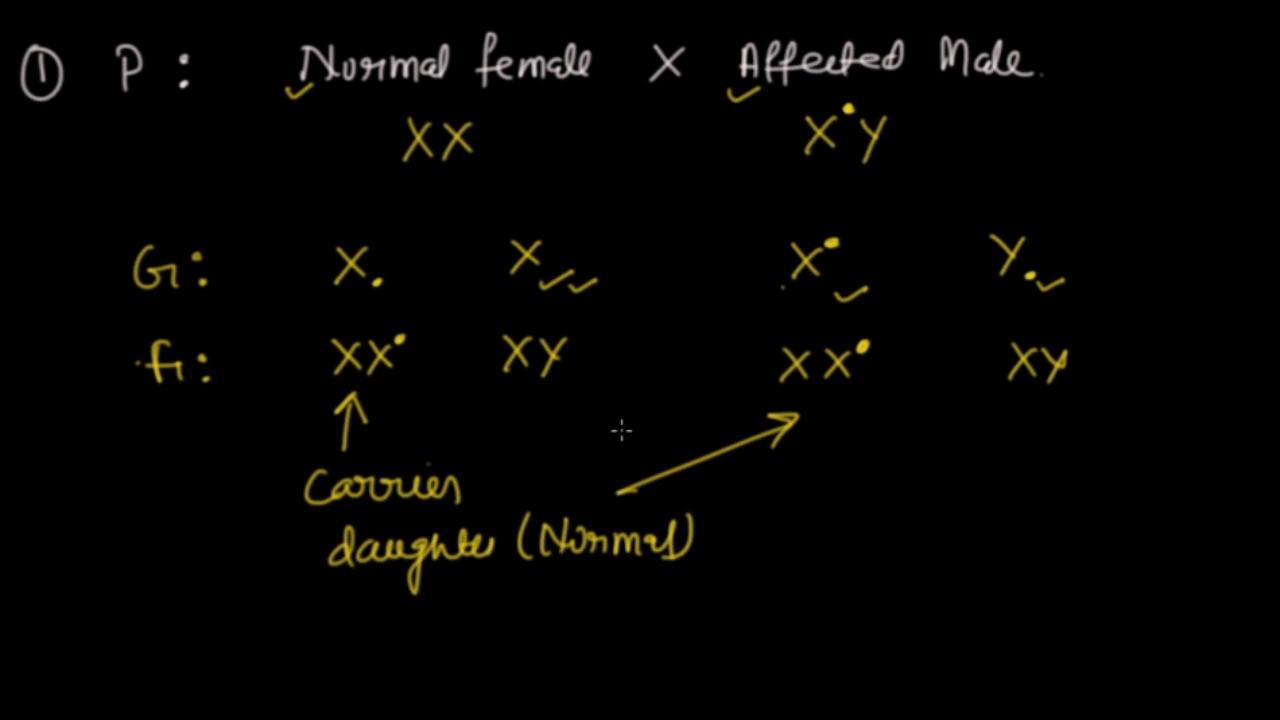 ① P : Normal female X Affected Male.
XX X•Y
G : X X X• Y
F1 : XX• XY XX• XY
Carrier
daughter (Normal)